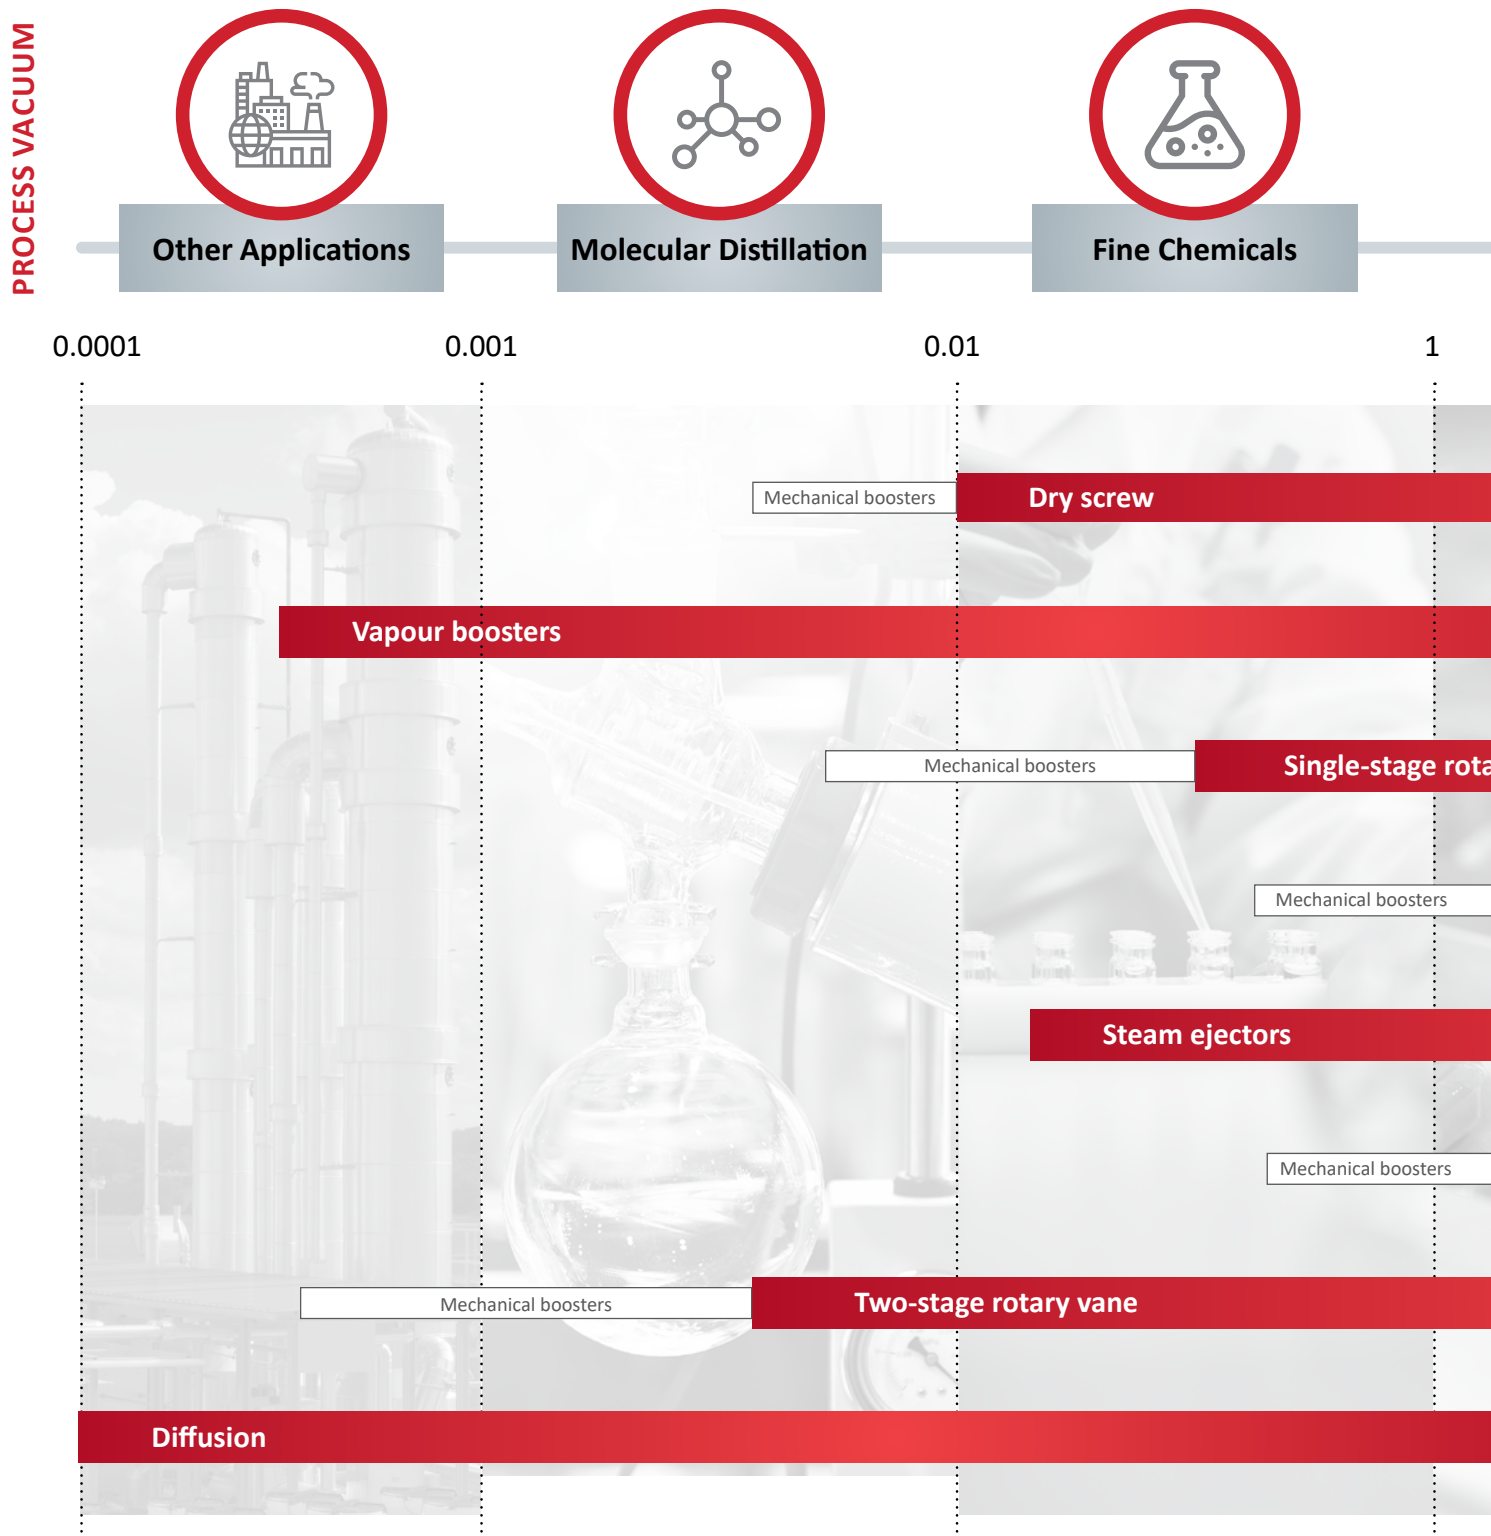 PROCESS VACUUM
Other Applications
Molecular Distillation
Fine Chemicals
0.0001
0.001
0.01
1
Mechanical boosters
Dry screw
Vapour boosters
Mechanical boosters
Single-stage rota
Mechanical boosters
Steam ejectors
Mechanical boosters
Mechanical boosters
Two-stage rotary vane
Diffusion